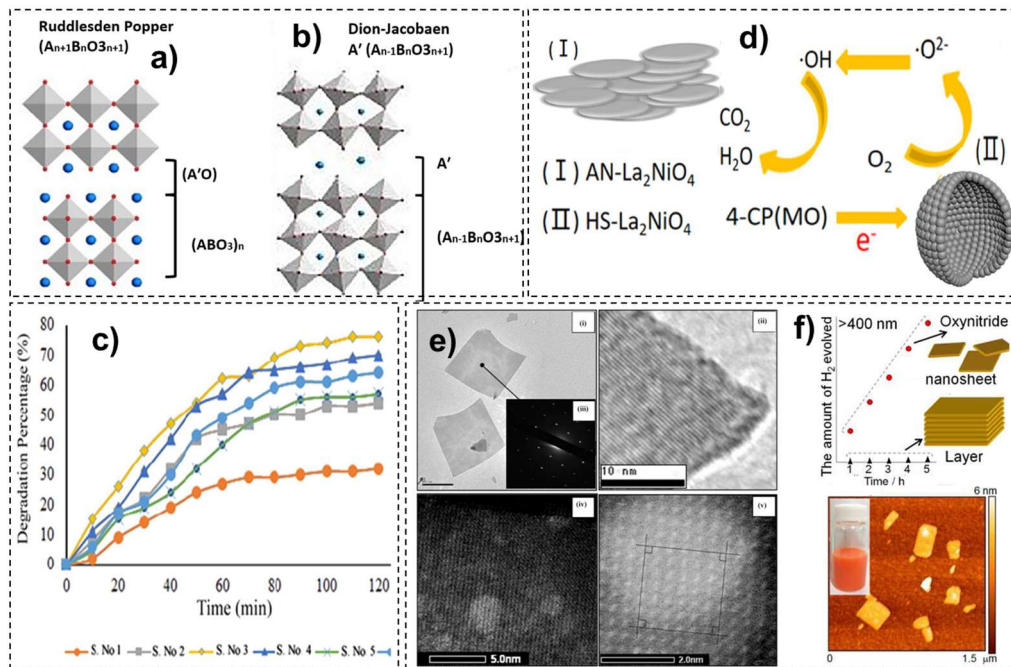 Ruddlesden Popper
(An+1BnO3n+1)
a)
(A'O)
(ABO3)n
b)
Dion-Jacobaen
A' (An-1BnO3n+1)
A'
(An-1BnO3n+1)
d)
(I)
·OH
·O2-
CO2
H2O
O2
(II)
(I) AN-La2NiO4
(II) HS-La2NiO4
4-CP(MO)
e-
c)
Degradation Percentage (%)
80
70
60
50
40
30
20
10
0
0 20 40 60 80 100 120
Time (min)
S. No 1 S. No 2 S. No 3 S. No 4 S. No 5
e)
(i)
(ii)
(iii)
10 nm
(iv)
(v)
5.0nm
2.0nm
f)
The amount of H2 evolved
>400 nm
Oxynitride
nanosheet
Layer
1 2 3 4 5
Time / h
6 nm
0
0 1.5 μm